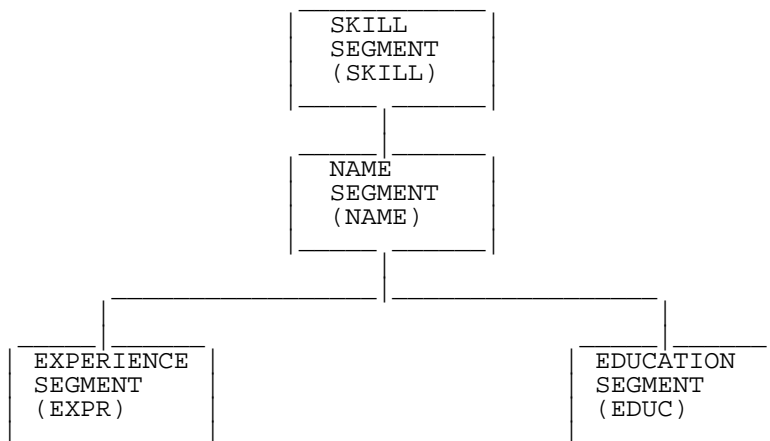 SKILL
SEGMENT
(SKILL)
NAME
SEGMENT
(NAME)
EXPERIENCE
SEGMENT
(EXPR)
EDUCATION
SEGMENT
(EDUC)